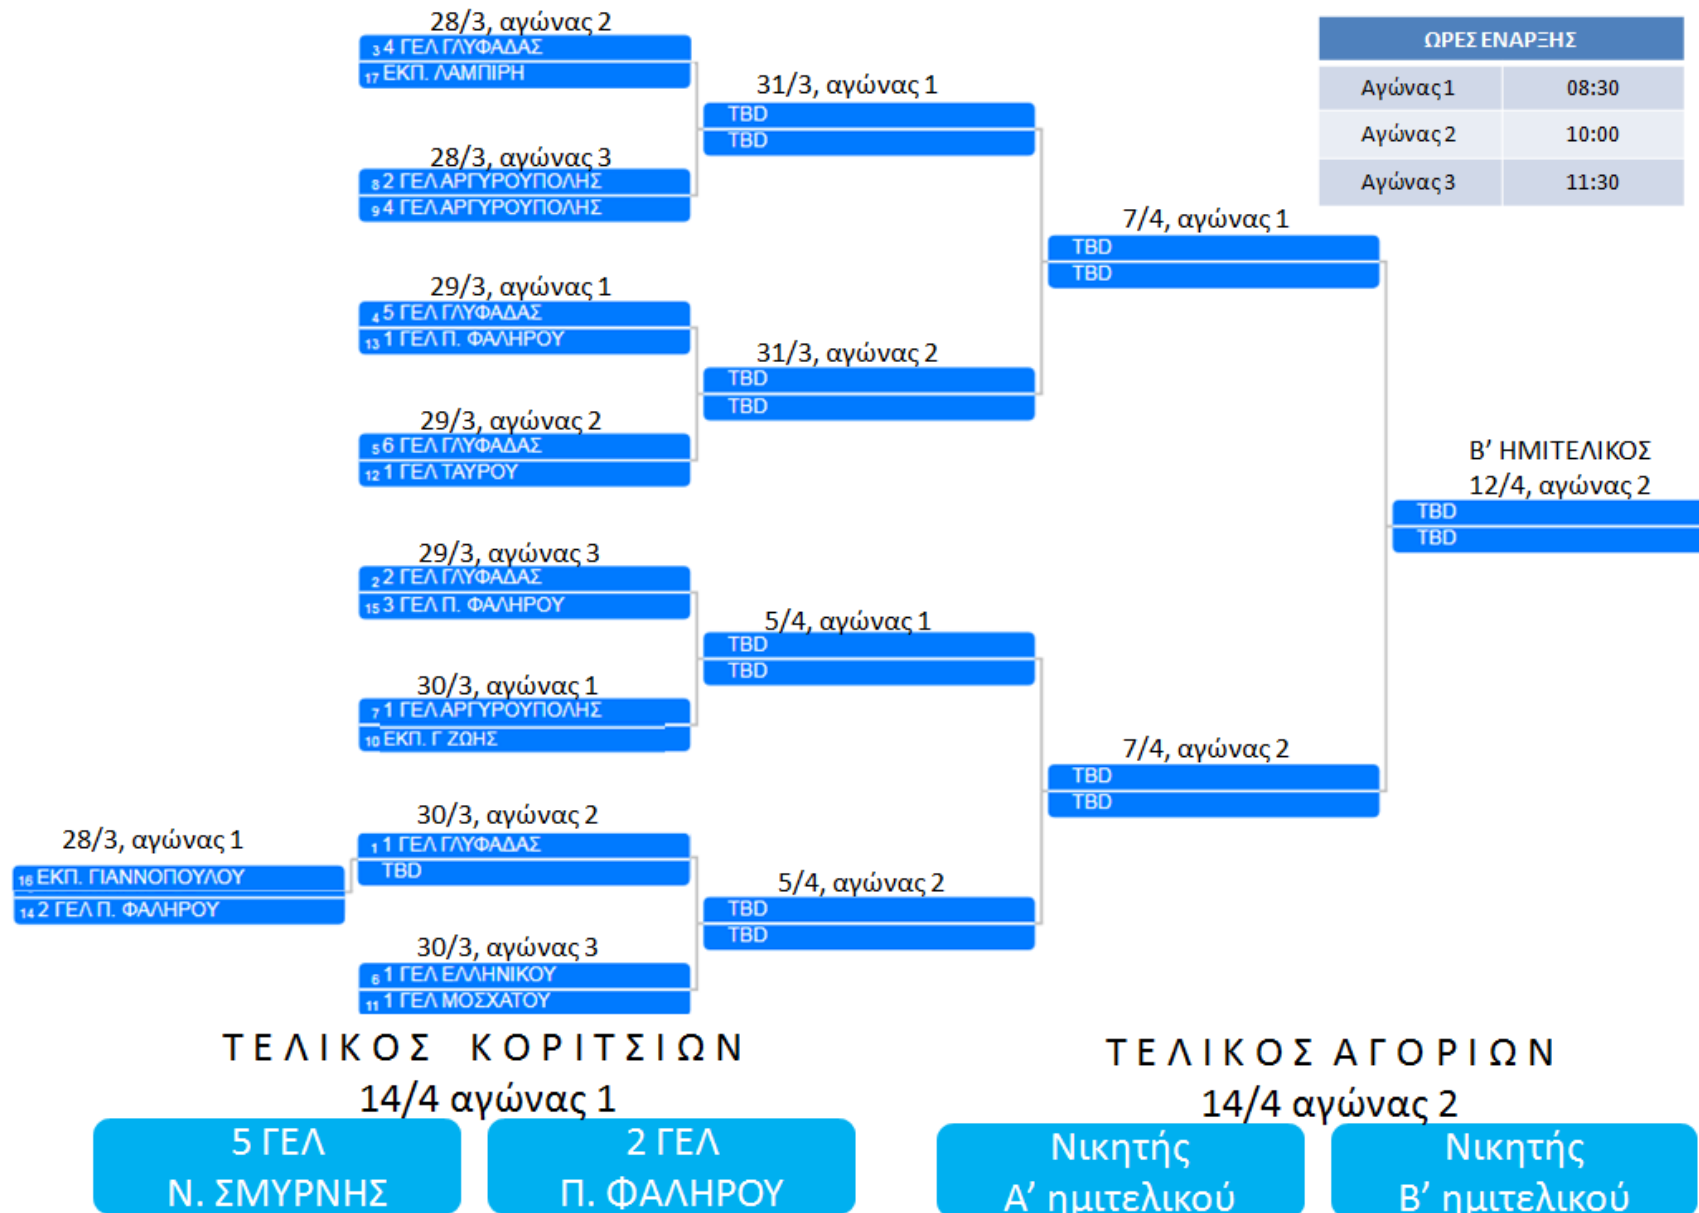 28/3, αγώνας 2
3 4 ΓΕΛ ΓΛΥΦΑΔΑΣ
17 ΕΚΠ. ΛΑΜΠΙΡΗ
28/3, αγώνας 3
8 2 ΓΕΛ ΑΡΓΥΡΟΥΠΟΛΗΣ
9 4 ΓΕΛ ΑΡΓΥΡΟΥΠΟΛΗΣ
29/3, αγώνας 1
4 5 ΓΕΛ ΓΛΥΦΑΔΑΣ
13 1 ΓΕΛ Π. ΦΑΛΗΡΟΥ
29/3, αγώνας 2
5 6 ΓΕΛ ΓΛΥΦΑΔΑΣ
12 1 ΓΕΛ ΤΑΥΡΟΥ
29/3, αγώνας 3
2 2 ΓΕΛ ΓΛΥΦΑΔΑΣ
15 3 ΓΕΛ Π. ΦΑΛΗΡΟΥ
30/3, αγώνας 1
7 1 ΓΕΛ ΑΡΓΥΡΟΥΠΟΛΗΣ
10 ΕΚΠ. Γ ΖΩΗΣ
28/3, αγώνας 1
16 ΕΚΠ. ΓΙΑΝΝΟΠΟΥΛΟΥ
14 2 ΓΕΛ Π. ΦΑΛΗΡΟΥ
30/3, αγώνας 2
1 1 ΓΕΛ ΓΛΥΦΑΔΑΣ
TBD
30/3, αγώνας 3
6 1 ΓΕΛ ΕΛΛΗΝΙΚΟΥ
11 1 ΓΕΛ ΜΟΣΧΑΤΟΥ
31/3, αγώνας 1
TBD
TBD
31/3, αγώνας 2
TBD
TBD
5/4, αγώνας 1
TBD
TBD
5/4, αγώνας 2
TBD
TBD
7/4, αγώνας 1
TBD
TBD
7/4, αγώνας 2
TBD
TBD
Β' ΗΜΙΤΕΛΙΚΟΣ
12/4, αγώνας 2
TBD
TBD
ΩΡΕΣ ΕΝΑΡΞΗΣ
Αγώνας 1 08:30
Αγώνας 2 10:00
Αγώνας 3 11:30
ΤΕΛΙΚΟΣ ΚΟΡΙΤΣΙΩΝ
14/4 αγώνας 1
5 ΓΕΛ
Ν. ΣΜΥΡΝΗΣ
2 ΓΕΛ
Π. ΦΑΛΗΡΟΥ
ΤΕΛΙΚΟΣ ΑΓΟΡΙΩΝ
14/4 αγώνας 2
Νικητής
Α' ημιτελικού
Νικητής
Β' ημιτελικού